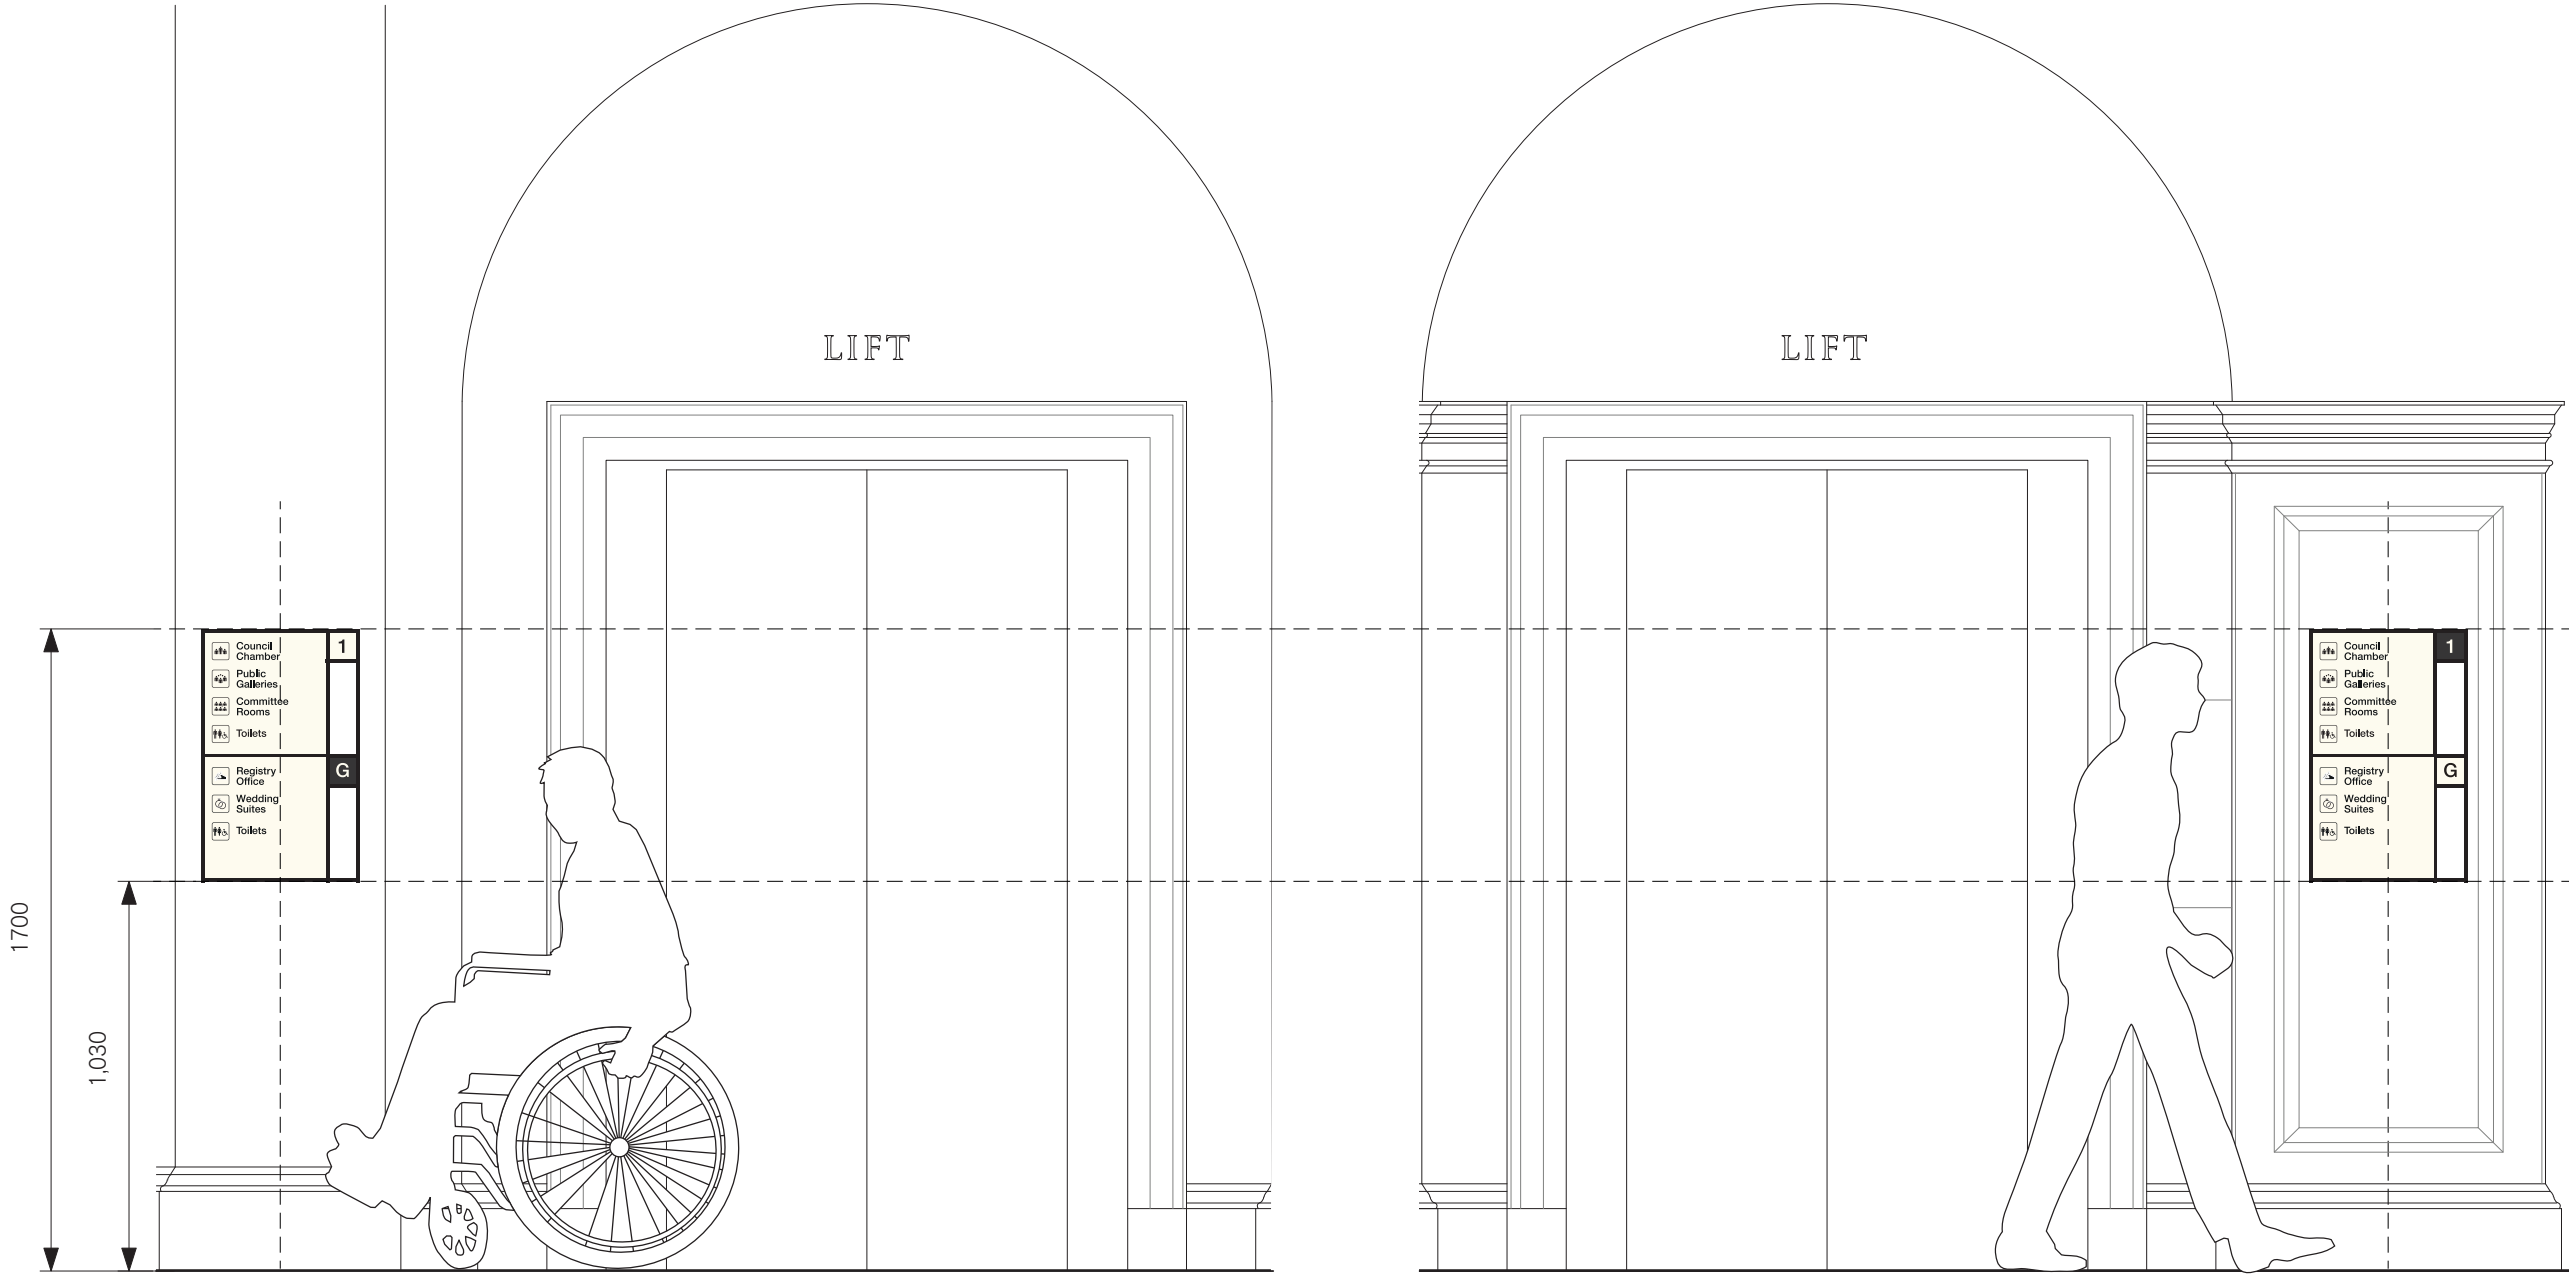 LIFT
LIFT
Council
Chamber
1
Public
Galleries
Committee
Rooms
Toilets
Registry
Office
G
Wedding
Suites
Toilets
Council
Chamber
1
Public
Galleries
Committee
Rooms
Toilets
Registry
Office
G
Wedding
Suites
Toilets
1700
1,030